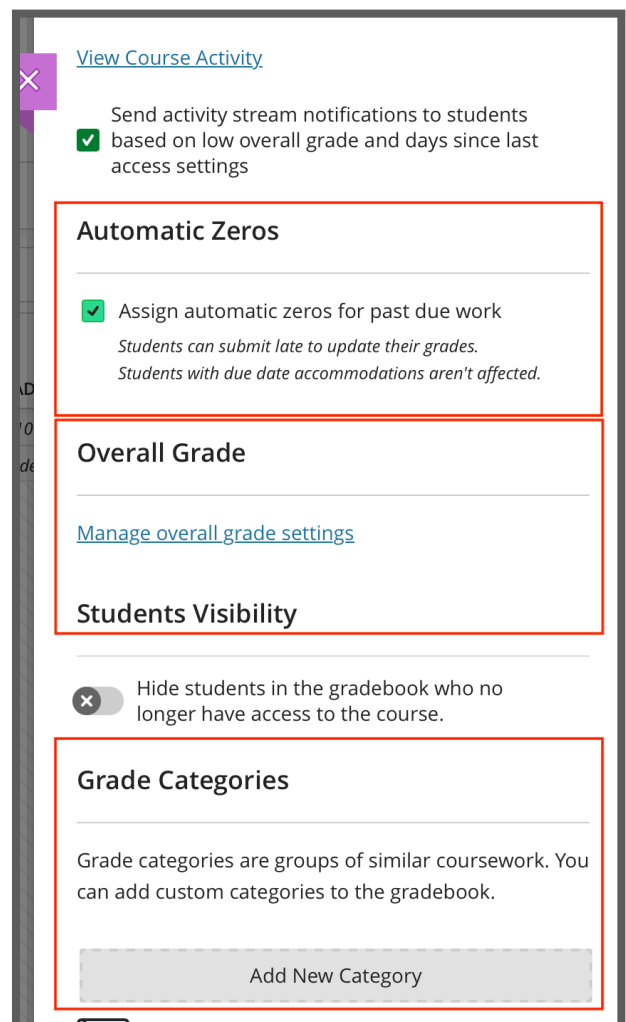 View Course Activity
Send activity stream notifications to students
based on low overall grade and days since last
access settings
Automatic Zeros
Assign automatic zeros for past due work
Students can submit late to update their grades.
Students with due date accommodations aren't affected.
Overall Grade
Manage overall grade settings
Students Visibility
Hide students in the gradebook who no
longer have access to the course.
Grade Categories
Grade categories are groups of similar coursework. You
can add custom categories to the gradebook.
Add New Category